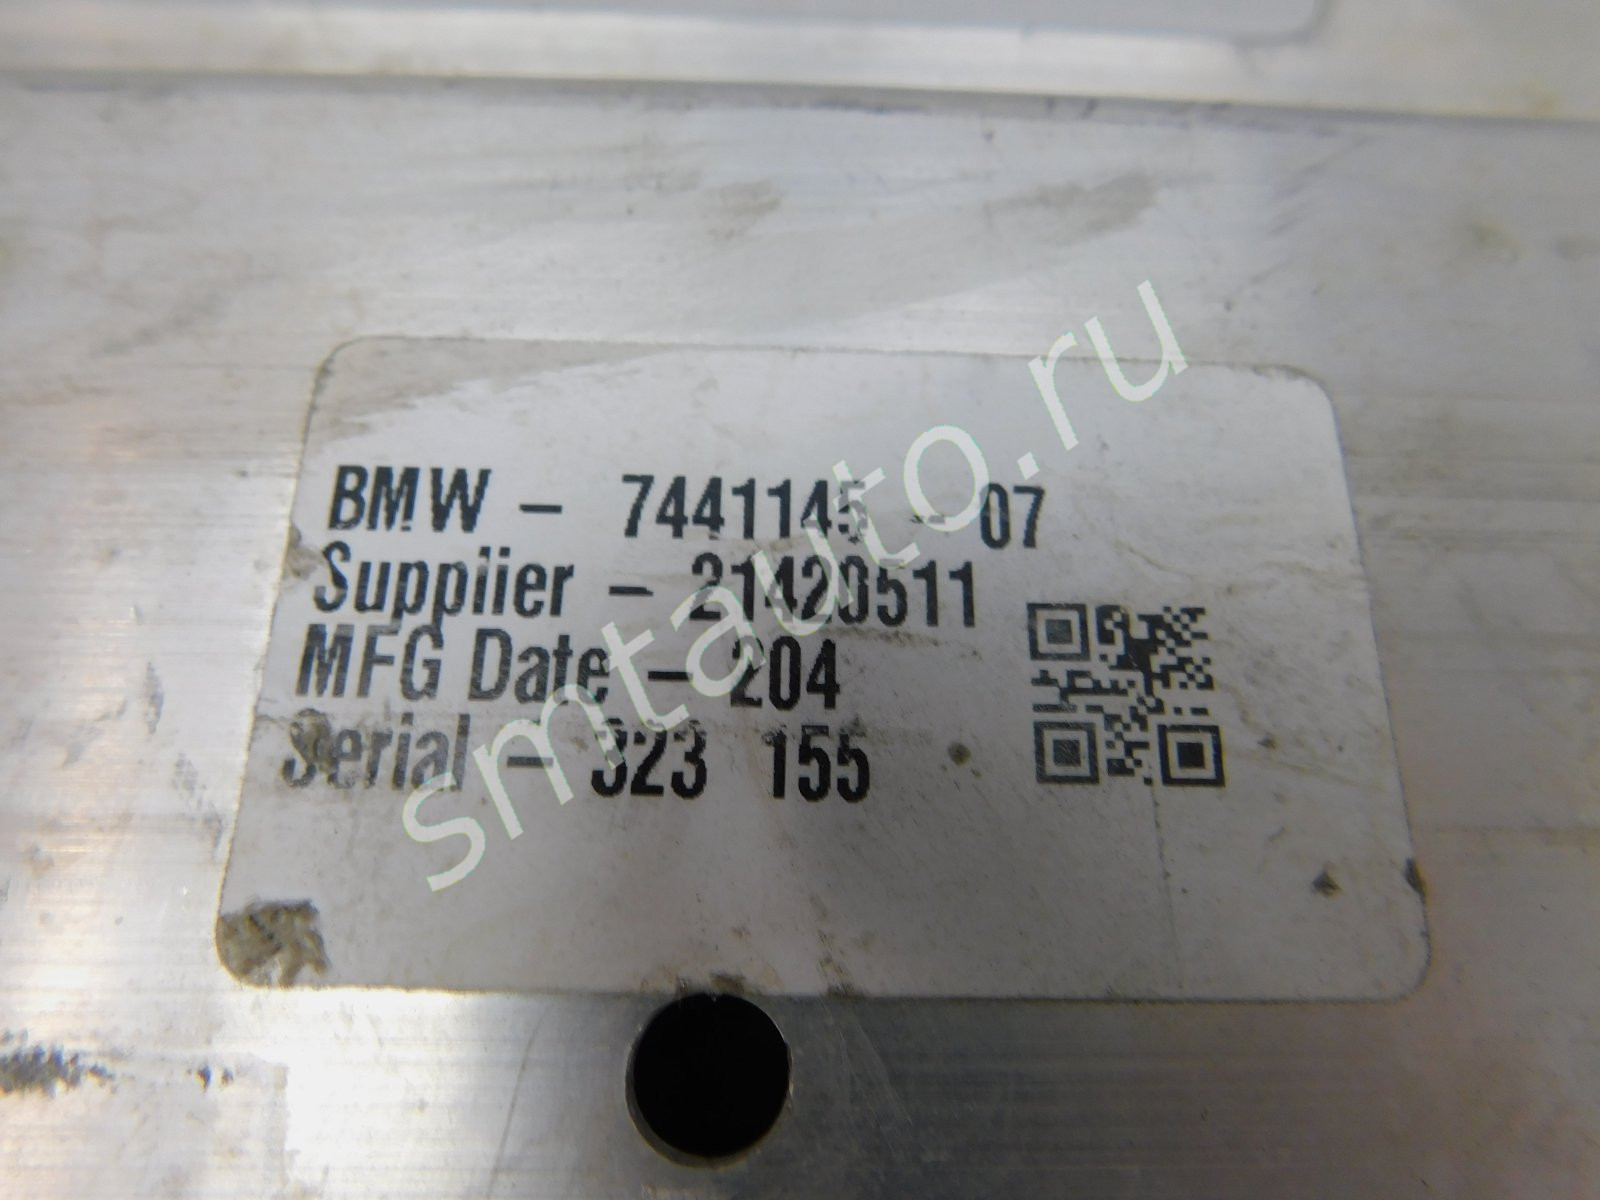 BMW - 7441145 - 07
Supplier - 21420511
MFG Date - 204
Serial - 323 155
smtauto.ru